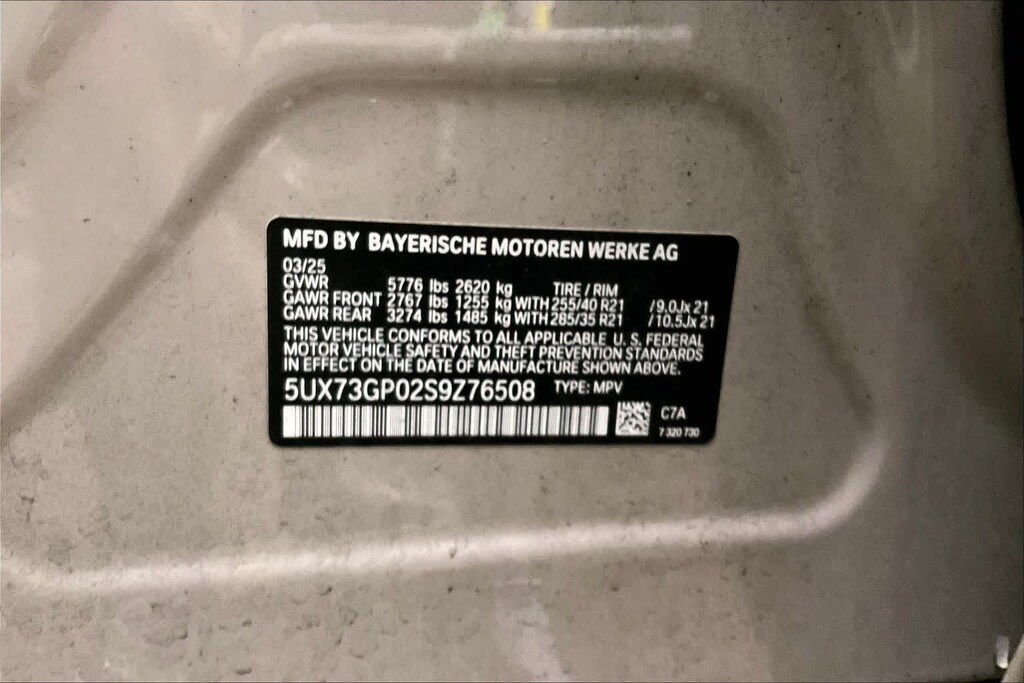 MFD BY BAYERISCHE MOTOREN WERKE AG
03/25
GVWR 5776 lbs 2620 kg TIRE / RIM
GAWR FRONT 2767 lbs 1255 kg WITH 255/40 R21 /9.0Jx 21
GAWR REAR 3274 lbs 1485 kg WITH 285/35 R21 /10.5Jx 21
THIS VEHICLE CONFORMS TO ALL APPLICABLE U. S. FEDERAL
MOTOR VEHICLE SAFETY AND THEFT PREVENTION STANDARDS
IN EFFECT ON THE DATE OF MANUFACTURE SHOWN ABOVE.
5UX73GP02S9Z76508 TYPE: MPV
C7A
7 320 730